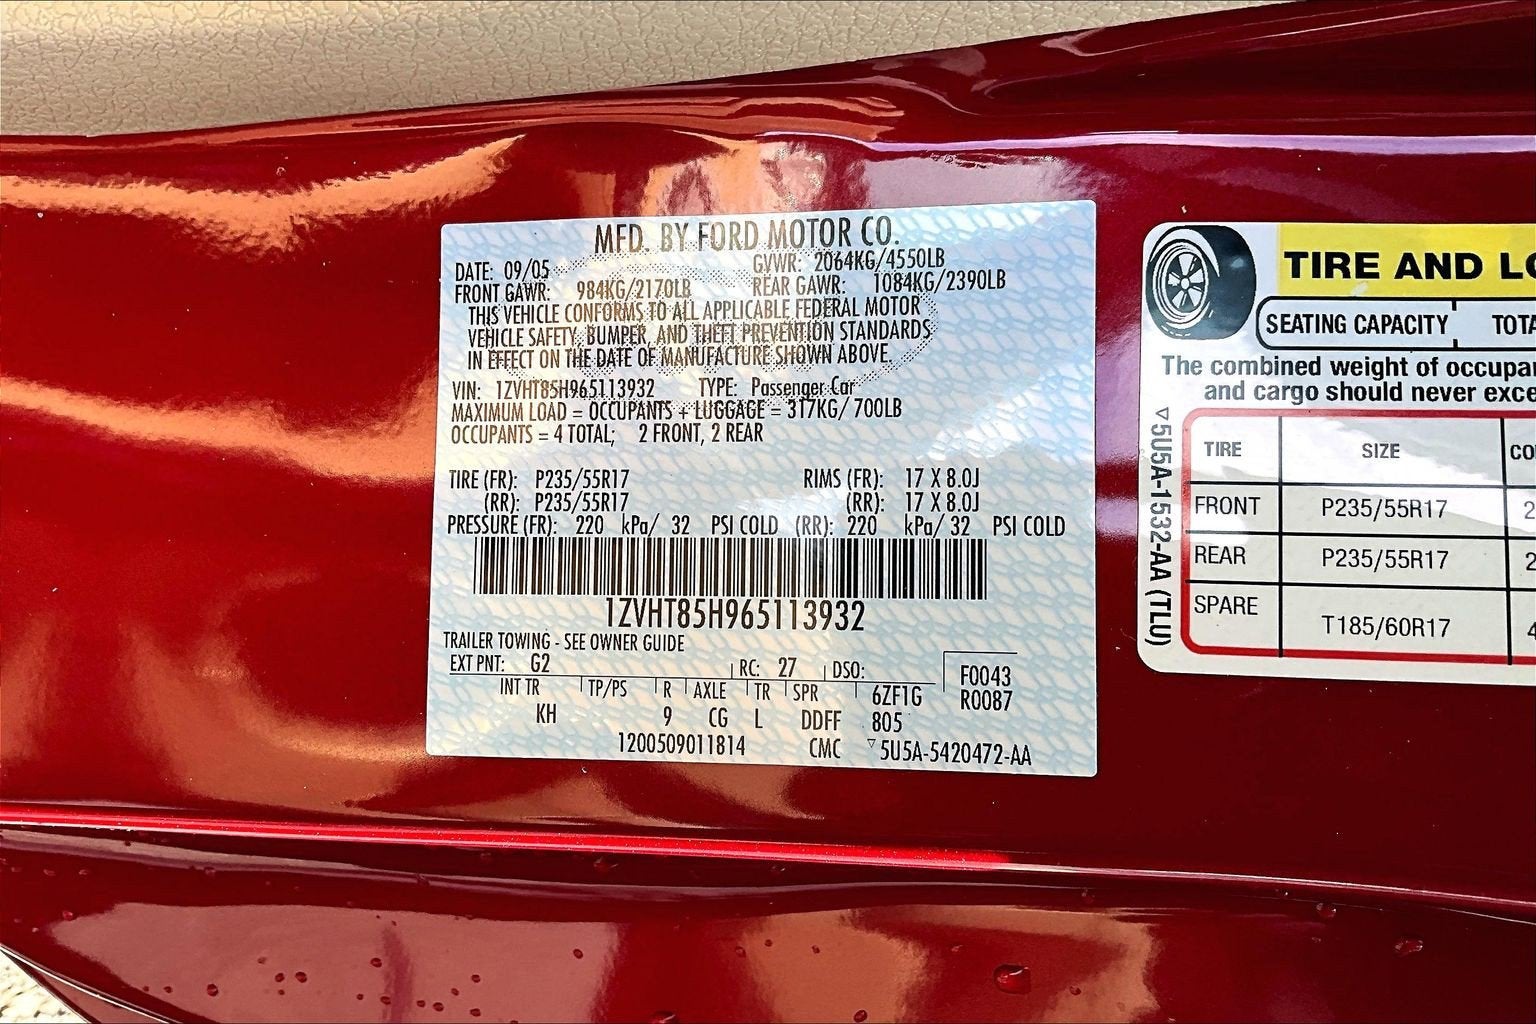 MFD. BY FORD MOTOR CO.
DATE: 09/05 GVWR: 2064KG/4550LB
FRONT GAWR: 984KG/2170LB REAR GAWR: 1084KG/2390LB
THIS VEHICLE CONFORMS TO ALL APPLICABLE FEDERAL MOTOR
VEHICLE SAFETY, BUMPER, AND THEFT PREVENTION STANDARDS
IN EFFECT ON THE DATE OF MANUFACTURE SHOWN ABOVE.
VIN: 1ZVHT85H965113932 TYPE: Passenger Car
MAXIMUM LOAD = OCCUPANTS + LUGGAGE = 317KG/ 700LB
OCCUPANTS = 4 TOTAL; 2 FRONT, 2 REAR
TIRE (FR): P235/55R17 RIMS (FR): 17 X 8.0J
(RR): P235/55R17 (RR): 17 X 8.0J
PRESSURE (FR): 220 kPa/ 32 PSI COLD (RR): 220 kPa/ 32 PSI COLD
1ZVHT85H965113932
TRAILER TOWING - SEE OWNER GUIDE
EXT PNT: G2 RC: 27 DSO: F0043
INT TR TP/PS R AXLE TR SPR 6ZF1G R0087
KH 9 CG L DDFF 805
1200509011814 CMC ▽5U5A-5420472-AA
TIRE AND LO
SEATING CAPACITY TOTA
The combined weight of occupan
and cargo should never exce
▽5U5A-1532-AA (TLU)
TIRE SIZE CO
FRONT P235/55R17 2
REAR P235/55R17 2
SPARE T185/60R17 4